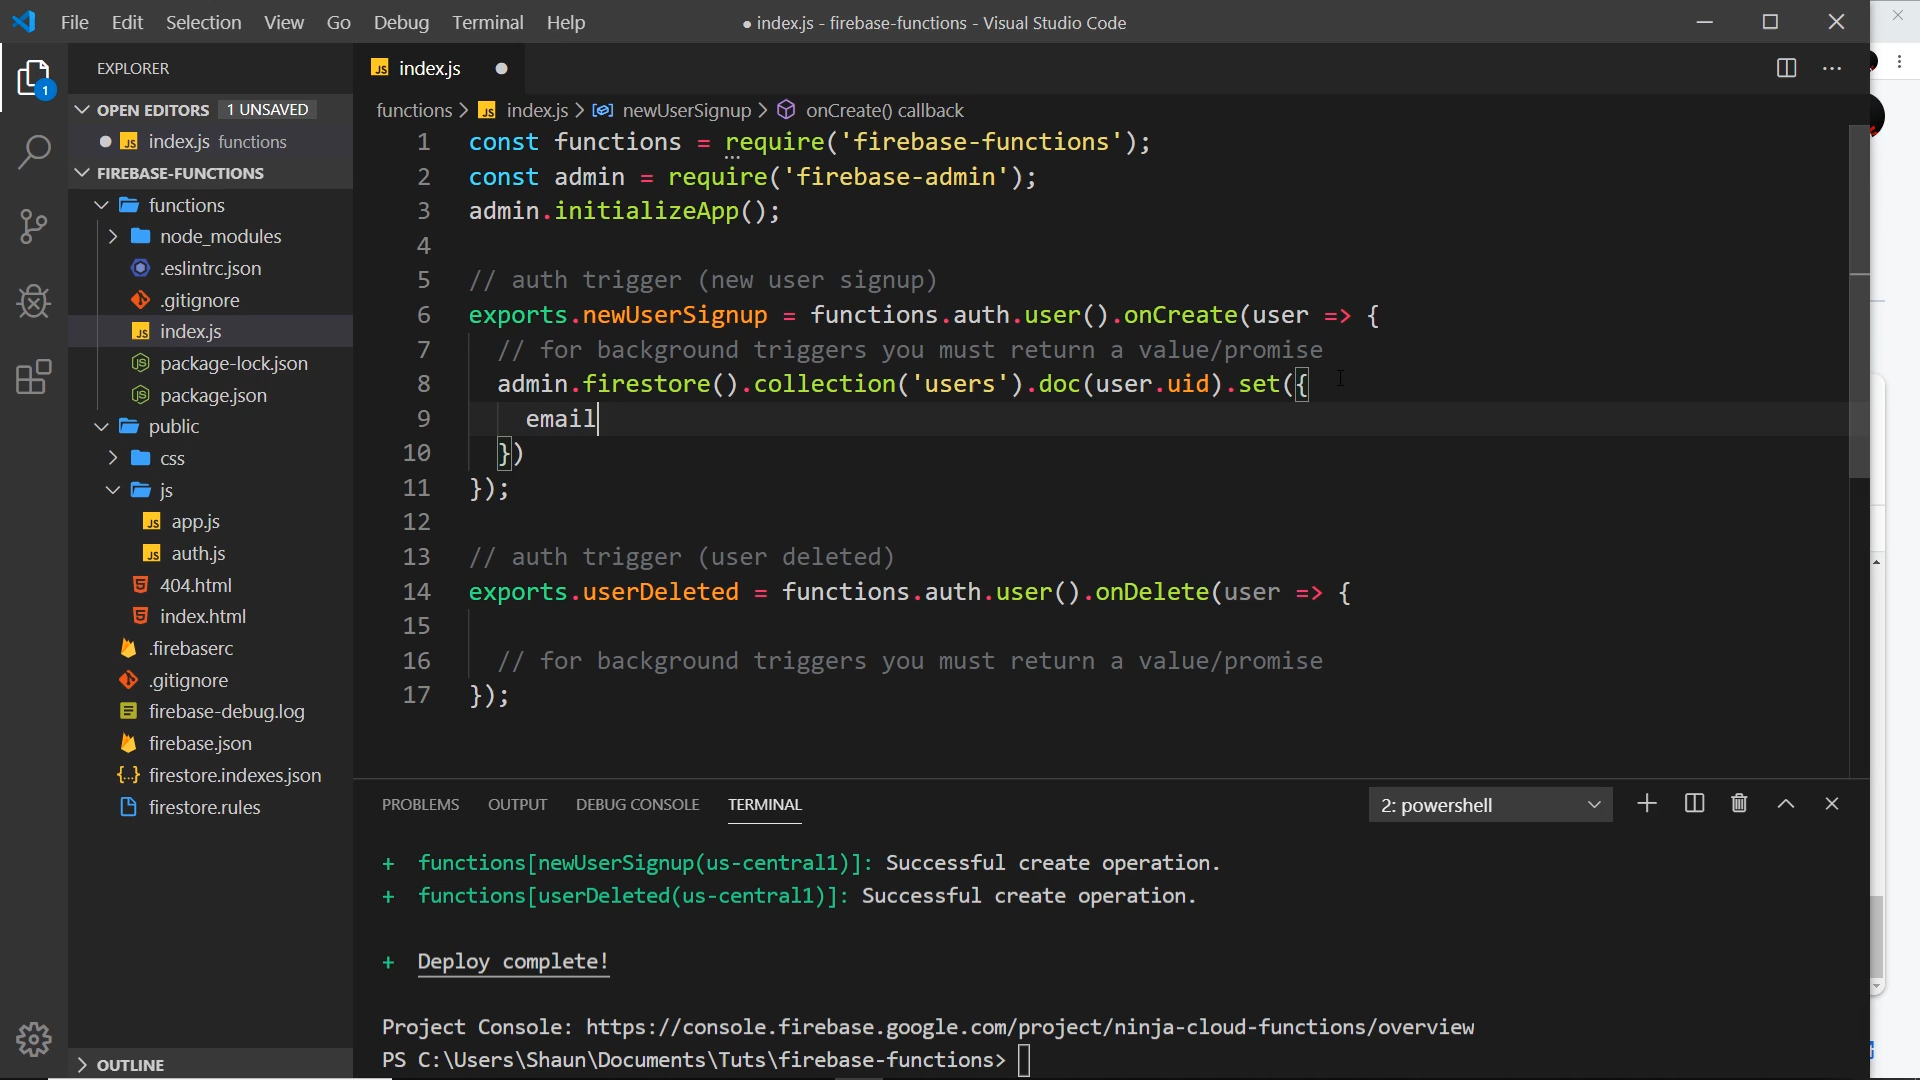 File Edit Selection View Go Debug Terminal Help
● index.js - firebase-functions - Visual Studio Code
EXPLORER
OPEN EDITORS 1 UNSAVED
index.js functions
FIREBASE-FUNCTIONS
functions
node_modules
.eslintrc.json
.gitignore
index.js
package-lock.json
package.json
public
css
js
app.js
auth.js
404.html
index.html
.firebaserc
.gitignore
firebase-debug.log
firebase.json
firestore.indexes.json
firestore.rules
OUTLINE
1
JS index.js
functions > JS index.js > newUserSignup > onCreate() callback
1 const functions = require('firebase-functions');
2 const admin = require('firebase-admin');
3 admin.initializeApp();
4
5 // auth trigger (new user signup)
6 exports.newUserSignup = functions.auth.user().onCreate(user => {
7 // for background triggers you must return a value/promise
8 admin.firestore().collection('users').doc(user.uid).set({
9 email
10 })
11 });
12
13 // auth trigger (user deleted)
14 exports.userDeleted = functions.auth.user().onDelete(user => {
15
16 // for background triggers you must return a value/promise
17 });
PROBLEMS OUTPUT DEBUG CONSOLE TERMINAL
2: powershell
+ functions[newUserSignup(us-central1)]: Successful create operation.
+ functions[userDeleted(us-central1)]: Successful create operation.
+ Deploy complete!
Project Console: https://console.firebase.google.com/project/ninja-cloud-functions/overview
PS C:\Users\Shaun\Documents\Tuts\firebase-functions>